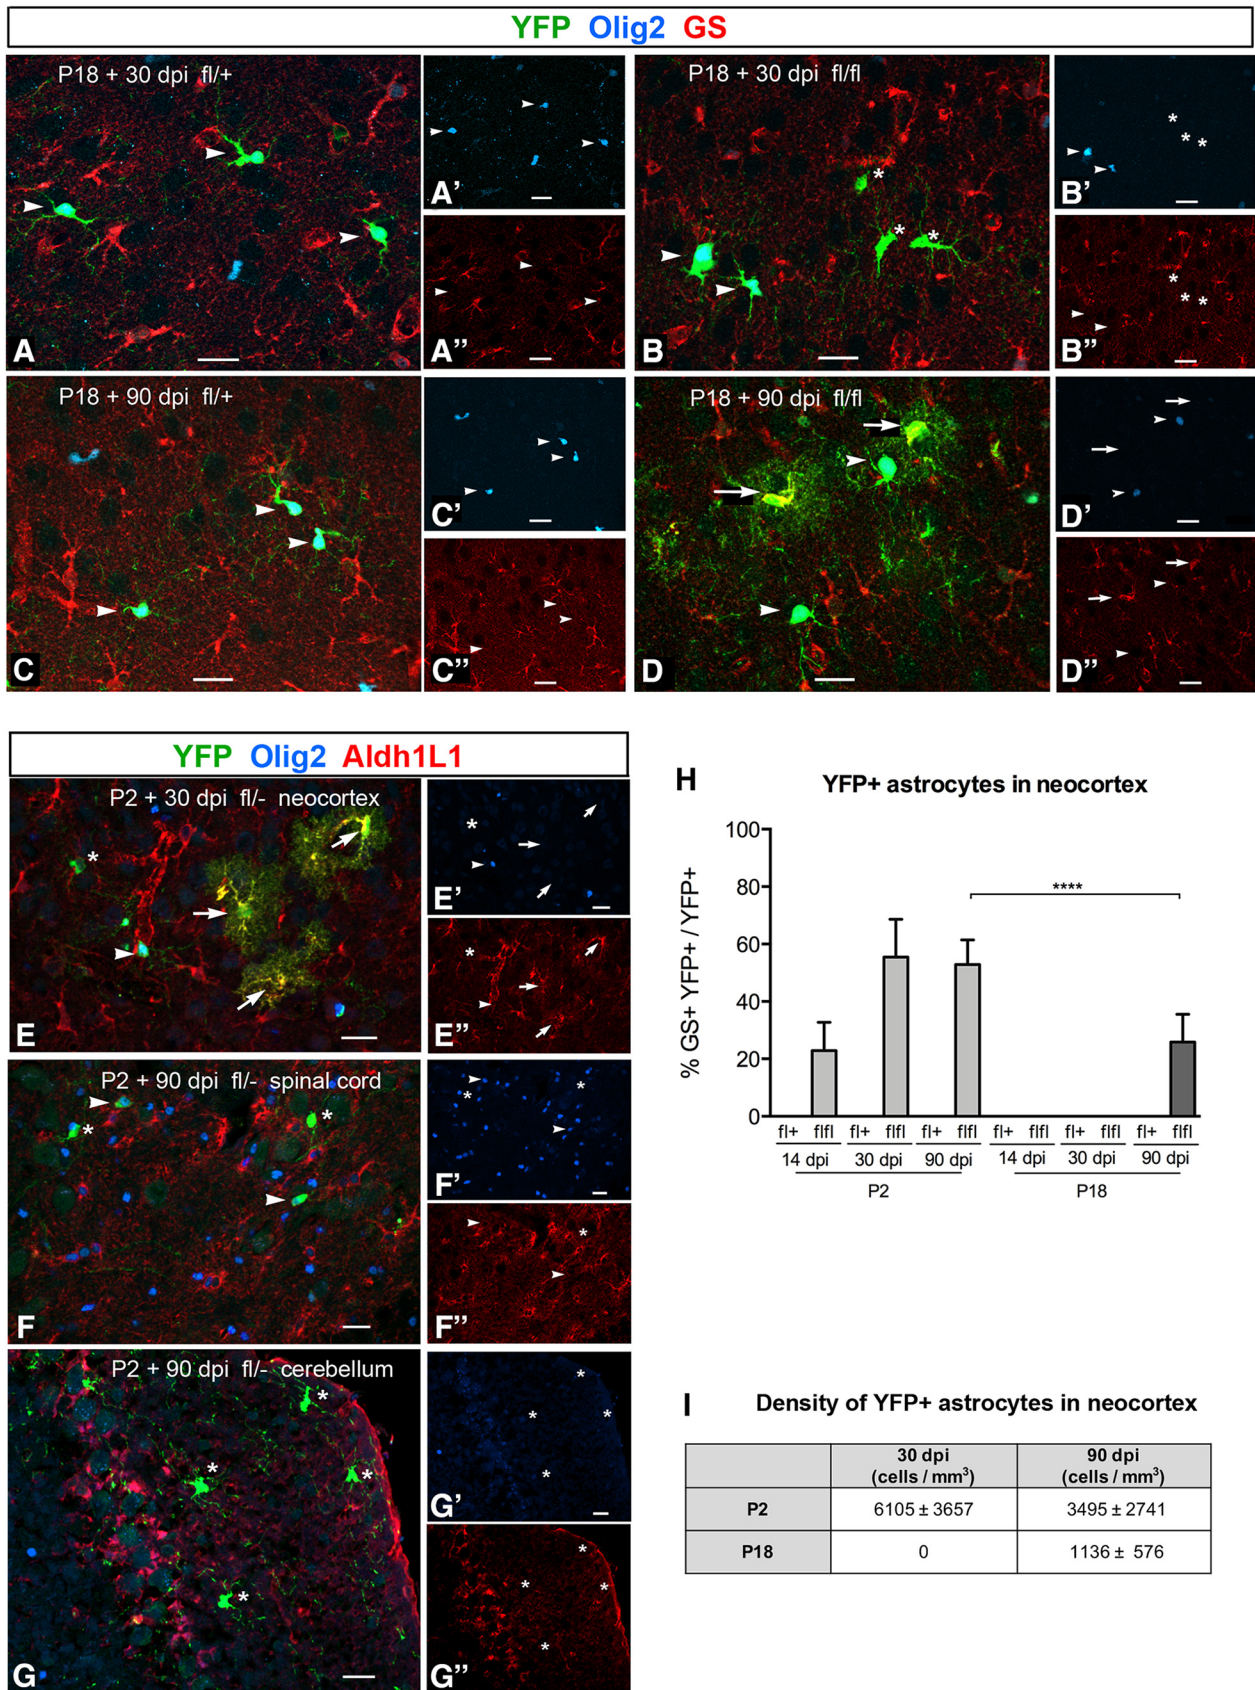 YFP Olig2 GS
P18 + 30 dpi fl/+
A
A'
A''
P18 + 30 dpi fl/fl
* * *
B
* * *
B'
* * *
B''
P18 + 90 dpi fl/+
C
C'
C''
P18 + 90 dpi fl/fl
D
D'
D''
YFP Olig2 Aldh1L1
P2 + 30 dpi fl/- neocortex
*
E
*
E'
*
E''
P2 + 90 dpi fl/- spinal cord
* *
F
* *
F'
*
F''
P2 + 90 dpi fl/- cerebellum
* * * *
G
* * * *
G'
* * * *
G''
H YFP+ astrocytes in neocortex
% GS+ YFP+ / YFP+
100
80
60
40
20
0
****
fl+ flfl fl+ flfl fl+ flfl fl+ flfl fl+ flfl fl+ flfl
14 dpi 30 dpi 90 dpi 14 dpi 30 dpi 90 dpi
P2 P18
I Density of YFP+ astrocytes in neocortex
30 dpi 90 dpi
(cells / mm³) (cells / mm³)
P2 6105 ± 3657 3495 ± 2741
P18 0 1136 ± 576